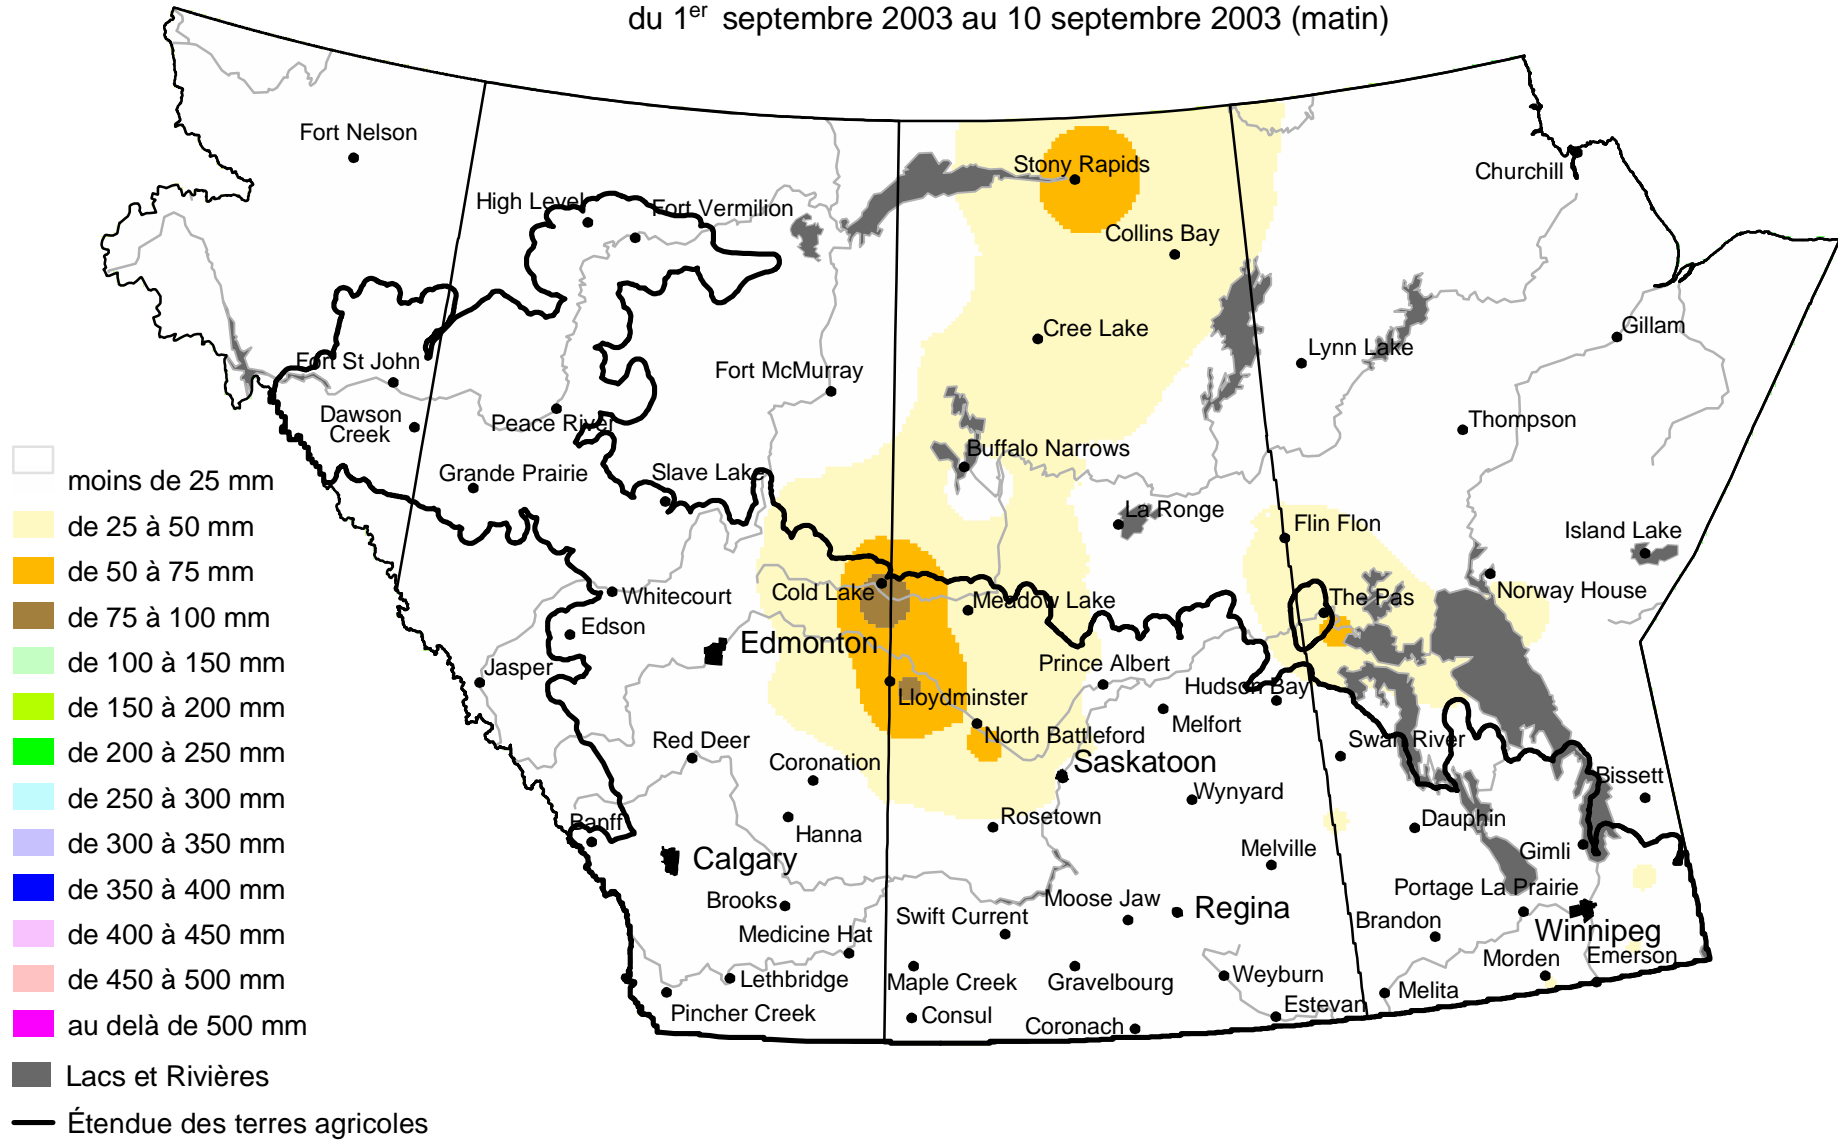 du 1er septembre 2003 au 10 septembre 2003 (matin)
Fort Nelson
Stony Rapids
Churchill
High Level
Fort Vermilion
Collins Bay
Cree Lake
Gillam
Lynn Lake
Fort St John
Fort McMurray
Dawson
Creek
Peace River
Thompson
Buffalo Narrows
Grande Prairie
Slave Lake
La Ronge
Flin Flon
Island Lake
Cold Lake
Whitecourt
Meadow Lake
The Pas
Norway House
Edson
Edmonton
Jasper
Prince Albert
Hudson Bay
Lloydminster
Melfort
Red Deer
North Battleford
Swan River
Coronation
Saskatoon
Bissett
Wynyard
Banff
Hanna
Rosetown
Dauphin
Calgary
Melville
Gimli
Brooks
Moose Jaw
Portage La Prairie
Swift Current
Regina
Brandon
Winnipeg
Medicine Hat
Morden
Emerson
Lethbridge
Maple Creek
Gravelbourg
Weyburn
Melita
Pincher Creek
Consul
Coronach
Estevan
moins de 25 mm
de 25 à 50 mm
de 50 à 75 mm
de 75 à 100 mm
de 100 à 150 mm
de 150 à 200 mm
de 200 à 250 mm
de 250 à 300 mm
de 300 à 350 mm
de 350 à 400 mm
de 400 à 450 mm
de 450 à 500 mm
au delà de 500 mm
Lacs et Rivières
Étendue des terres agricoles